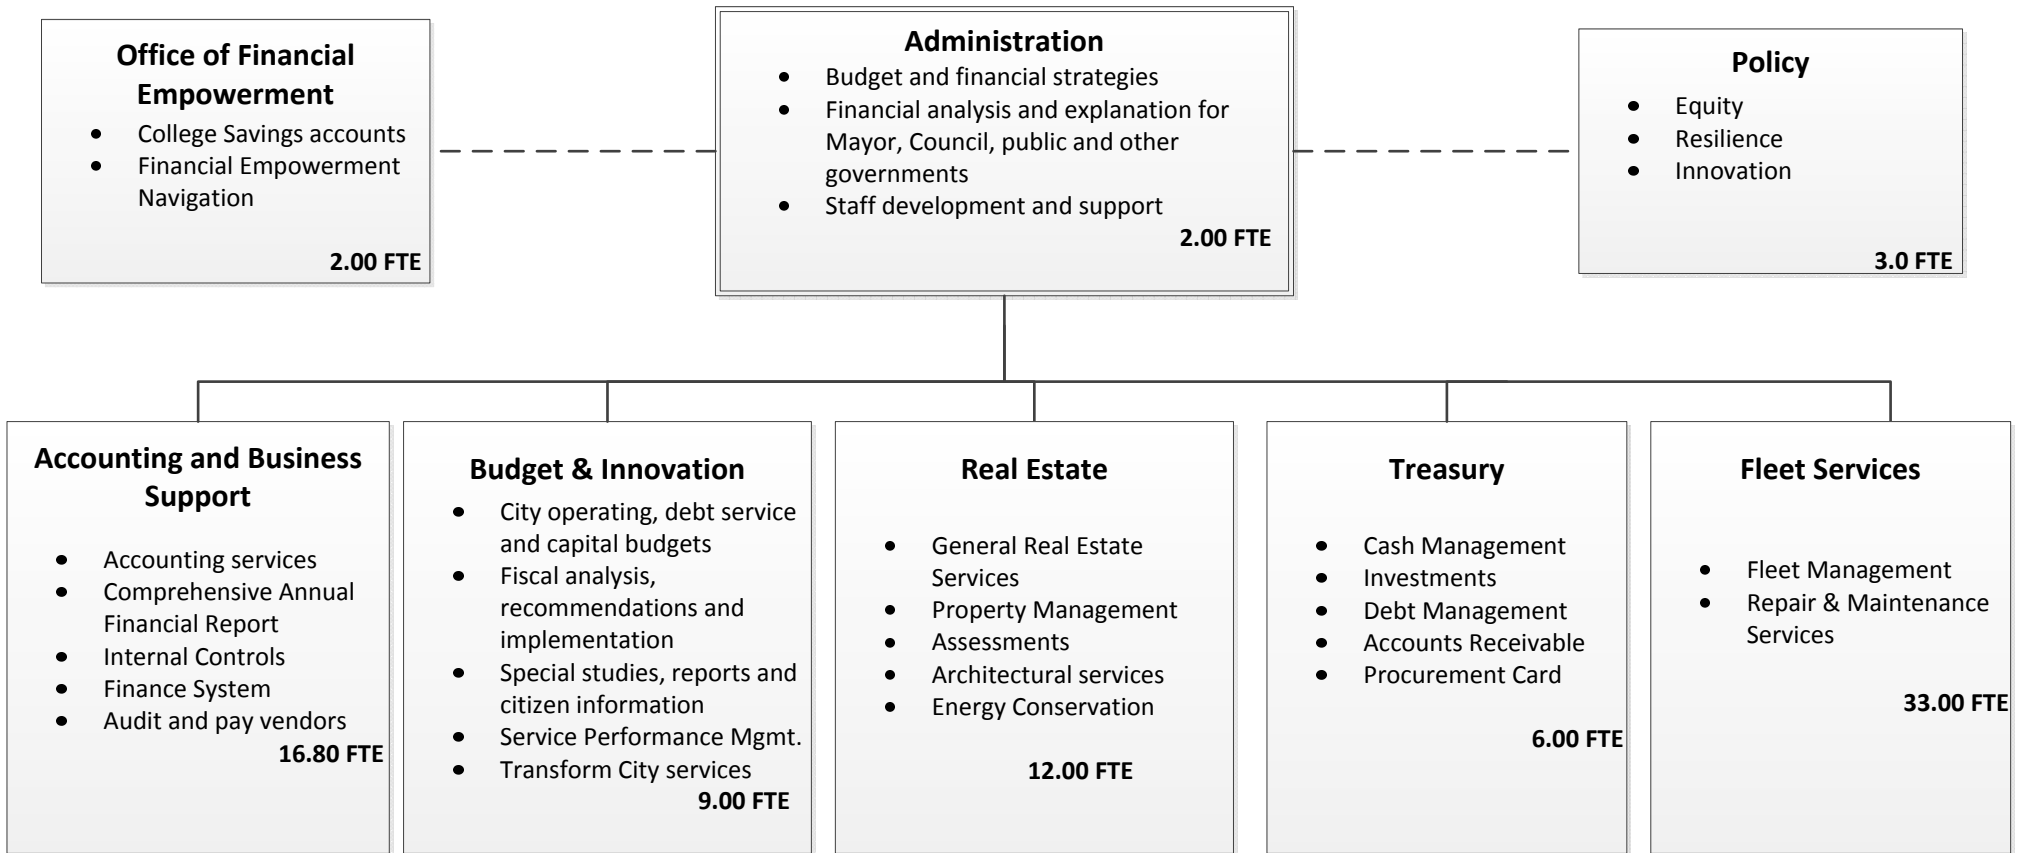 Office of Financial
Empowerment
• College Savings accounts
• Financial Empowerment
Navigation
2.00 FTE
Administration
• Budget and financial strategies
• Financial analysis and explanation for
Mayor, Council, public and other
governments
• Staff development and support
2.00 FTE
Policy
• Equity
• Resilience
• Innovation
3.0 FTE
Accounting and Business
Support
• Accounting services
• Comprehensive Annual
Financial Report
• Internal Controls
• Finance System
• Audit and pay vendors
16.80 FTE
Budget & Innovation
• City operating, debt service
and capital budgets
• Fiscal analysis,
recommendations and
implementation
• Special studies, reports and
citizen information
• Service Performance Mgmt.
• Transform City services
9.00 FTE
Real Estate
• General Real Estate
Services
• Property Management
• Assessments
• Architectural services
• Energy Conservation
12.00 FTE
Treasury
• Cash Management
• Investments
• Debt Management
• Accounts Receivable
• Procurement Card
6.00 FTE
Fleet Services
• Fleet Management
• Repair & Maintenance
Services
33.00 FTE